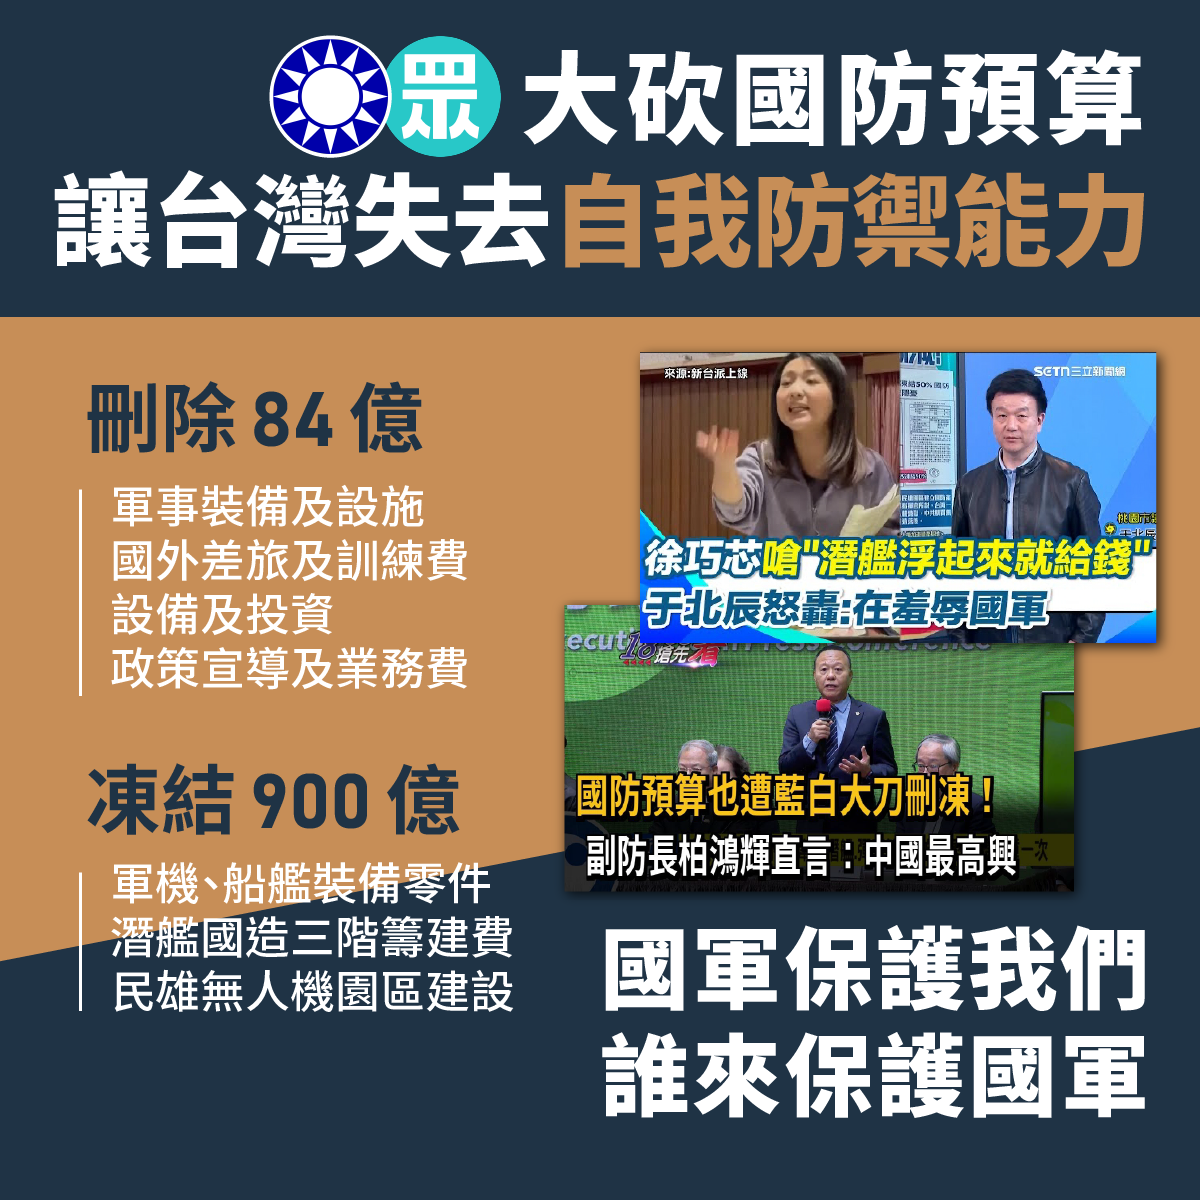 眾 大砍國防預算
讓台灣失去自我防禦能力
刪除 84 億
軍事裝備及設施
國外差旅及訓練費
設備及投資
政策宣導及業務費
凍結 900 億
軍機、船艦裝備零件
潛艦國造三階籌建費
民雄無人機園區建設
來源:新台派上線
SETN三立新聞網
徐巧芯嗆"潛艦浮起來就給錢"
于北辰怒轟:在羞辱國軍
搶先看
國防預算也遭藍白大刀刪凍！
副防長柏鴻輝直言：中國最高興
國軍保護我們
誰來保護國軍